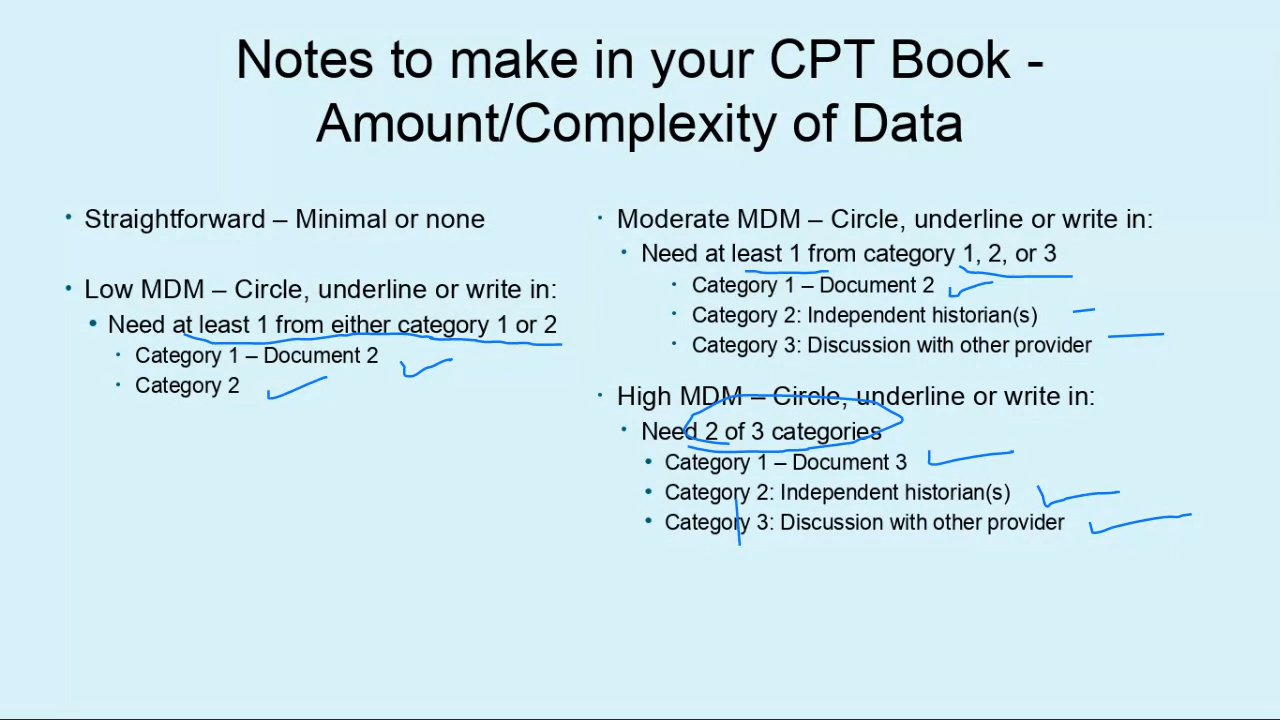 Notes to make in your CPT Book -
Amount/Complexity of Data
• Straightforward – Minimal or none
• Low MDM – Circle, underline or write in:
• Need at least 1 from either category 1 or 2
• Category 1 – Document 2
• Category 2
• Moderate MDM – Circle, underline or write in:
• Need at least 1 from category 1, 2, or 3
• Category 1 – Document 2
• Category 2: Independent historian(s)
• Category 3: Discussion with other provider
• High MDM – Circle, underline or write in:
• Need 2 of 3 categories
• Category 1 – Document 3
• Category 2: Independent historian(s)
• Category 3: Discussion with other provider